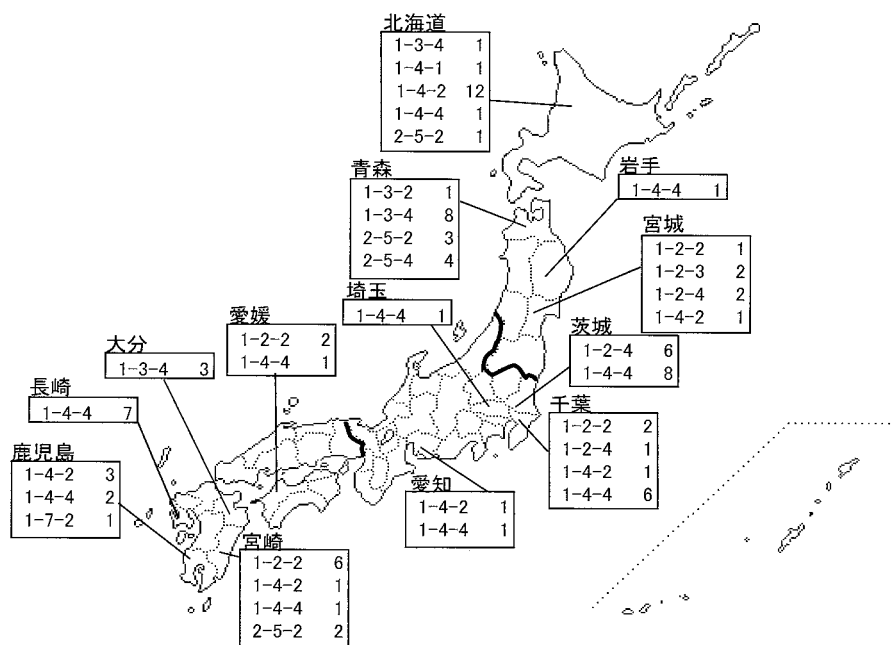 北海道
1-3-4 1
1-4-1 1
1-4-2 12
1-4-4 1
2-5-2 1
青森
1-3-2 1
1-3-4 8
2-5-2 3
2-5-4 4
岩手
1-4-4 1
宮城
1-2-2 1
1-2-3 2
1-2-4 2
1-4-2 1
埼玉
1-4-4 1
茨城
1-2-4 6
1-4-4 8
愛媛
1-2-2 2
1-4-4 1
大分
1-3-4 3
長崎
1-4-4 7
千葉
1-2-2 2
1-2-4 1
1-4-2 1
1-4-4 6
鹿児島
1-4-2 3
1-4-4 2
1-7-2 1
愛知
1-4-2 1
1-4-4 1
宮崎
1-2-2 6
1-4-2 1
1-4-4 1
2-5-2 2